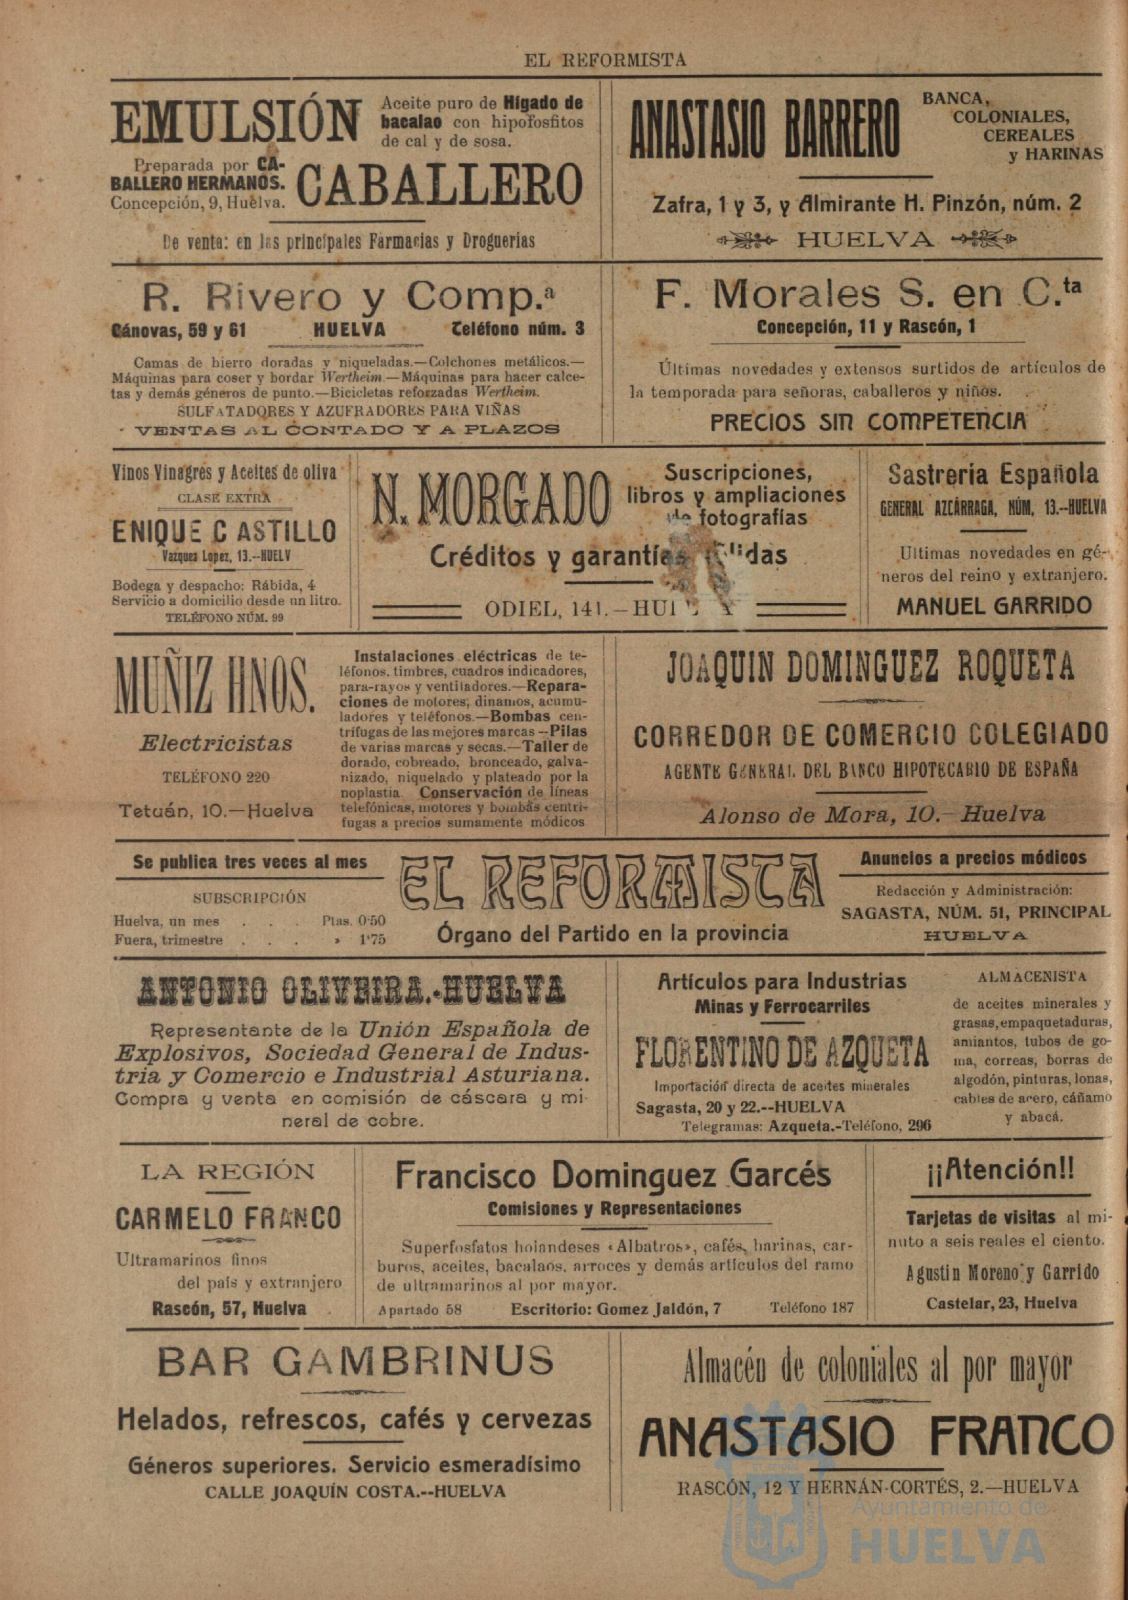 EL REFORMISTA
EMULSIÓN
Aceite puro de Hígado de
bacalao con hipofosfitos
de cal y de sosa.
Preparada por CA-
BALLERO HERMANOS.
Concepción, 9, Huelva.
CABALLERO
De venta: en las principales Farmacias y Droguerias
ANASTASIO BARRERO
BANCA,
COLONIALES,
CEREALES
y HARINAS
Zafra, 1 y 3, y Almirante H. Pinzón, núm. 2
HUELVA
R. Rivero y Comp.ª
Cánovas, 59 y 61 HUELVA Teléfono núm. 3
Camas de hierro doradas y niqueladas.—Colchones metálicos.—
Máquinas para coser y bordar Wertheim.—Máquinas para hacer calce-
tas y demás géneros de punto.—Bicicletas reforzadas Wertheim.
SULFATADORES Y AZUFRADORES PARA VIÑAS
VENTAS AL CONTADO Y A PLAZOS
F. Morales S. en C.ta
Concepción, 11 y Rascón, 1
Últimas novedades y extensos surtidos de artículos de
la temporada para señoras, caballeros y niños.
PRECIOS SIN COMPETENCIA
Vinos Vinagres y Aceites de oliva
CLASE EXTRA
ENIQUE C ASTILLO
Vazquez Lopez, 13.--HUELV
Bodega y despacho: Rábida, 4
Servicio a domicilio desde un litro.
TELÉFONO NÚM. 99
N. MORGADO
Suscripciones,
libros y ampliaciones
de fotografías
Créditos y garantías
ODIEL, 141.—
Sastrería Española
GENERAL AZCÁRRAGA, NÚM, 13.--HUELVA
Ultimas novedades en gé-
neros del reino y extranjero.
MANUEL GARRIDO
MUÑIZ HNOS.
Electricistas
TELÉFONO 220
Tetuán, 10.—Huelva
Instalaciones eléctricas de te-
léfonos, timbres, cuadros indicadores,
para-rayos y ventiladores.—Repara-
ciones de motores, dinamos, acumu-
ladores y teléfonos.—Bombas cen-
trífugas de las mejores marcas—Pilas
de varias marcas y secas.—Taller de
dorado, cobreado, bronceado, galva-
nizado, niquelado y plateado por la
noplastia. Conservación de líneas
telefónicas, motores y bombas centrí-
fugas a precios sumamente módicos
JOAQUIN DOMINGUEZ ROQUETA
CORREDOR DE COMERCIO COLEGIADO
AGENTE GENERAL DEL BANCO HIPOTECARIO DE ESPAÑA
Alonso de Mora, 10.—Huelva
Se publica tres veces al mes
SUBSCRIPCIÓN
Huelva, un mes . . Ptas. 0'50
Fuera, trimestre . . . » 1'75
EL REFORMISTA
Órgano del Partido en la provincia
Anuncios a precios módicos
Redacción y Administración:
SAGASTA, NÚM. 51, PRINCIPAL
HUELVA
ANTONIO OLIVEIRA.-HUELVA
Representante de la Unión Española de
Explosivos, Sociedad General de Indus-
tria y Comercio e Industrial Asturiana.
Compra y venta en comisión de cáscara y mi-
neral de cobre.
Artículos para Industrias
Minas y Ferrocarriles
FLORENTINO DE AZQUETA
Importación directa de aceites minerales
Sagasta, 20 y 22.--HUELVA
Telegramas: Azqueta.-Teléfono, 296
ALMACENISTA
de aceites minerales y
grasas, empaquetaduras,
amiantos, tubos de go-
ma, correas, borras de
algodón, pinturas, lonas,
cables de acero, cáñamo
y abacá.
LA REGIÓN
CARMELO FRANCO
Ultramarinos finos
del país y extranjero
Rascón, 57, Huelva
Francisco Dominguez Garcés
Comisiones y Representaciones
Superfosfatos holandeses «Albatros», cafés, harinas, car-
buros, aceites, bacalaos, arroces y demás artículos del ramo
de ultramarinos al por mayor.
Apartado 58 Escritorio: Gomez Jaldón, 7 Teléfono 187
¡¡Atención!!
Tarjetas de visitas al mi-
nuto a seis reales el ciento.
Agustin Moreno y Garrido
Castelar, 23, Huelva
BAR GAMBRINUS
Helados, refrescos, cafés y cervezas
Géneros superiores. Servicio esmeradísimo
CALLE JOAQUÍN COSTA.--HUELVA
Almacén de coloniales al por mayor
ANASTASIO FRANCO
RASCÓN, 12 Y HERNÁN-CORTÉS, 2.—HUELVA
Ayuntamiento de
HUELVA